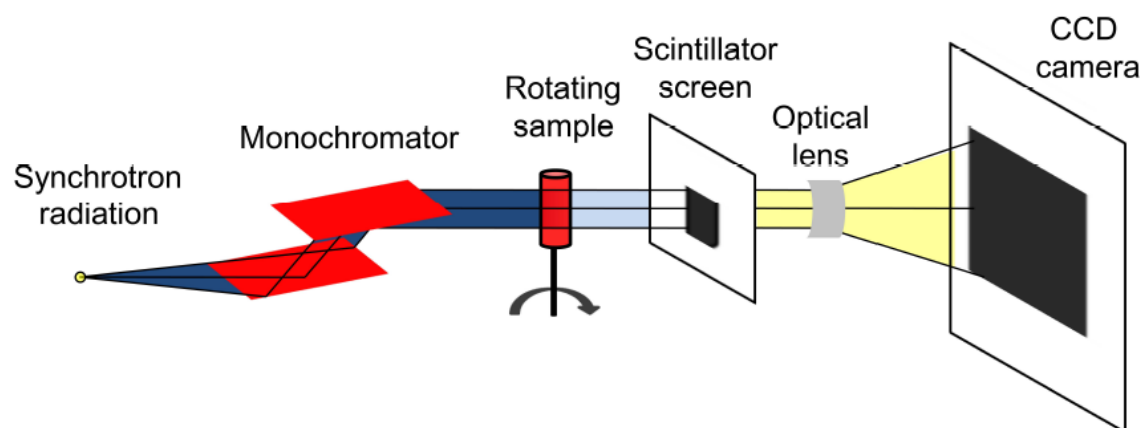 Synchrotron
radiation
Monochromator
Rotating
sample
Scintillator
screen
Optical
lens
CCD
camera